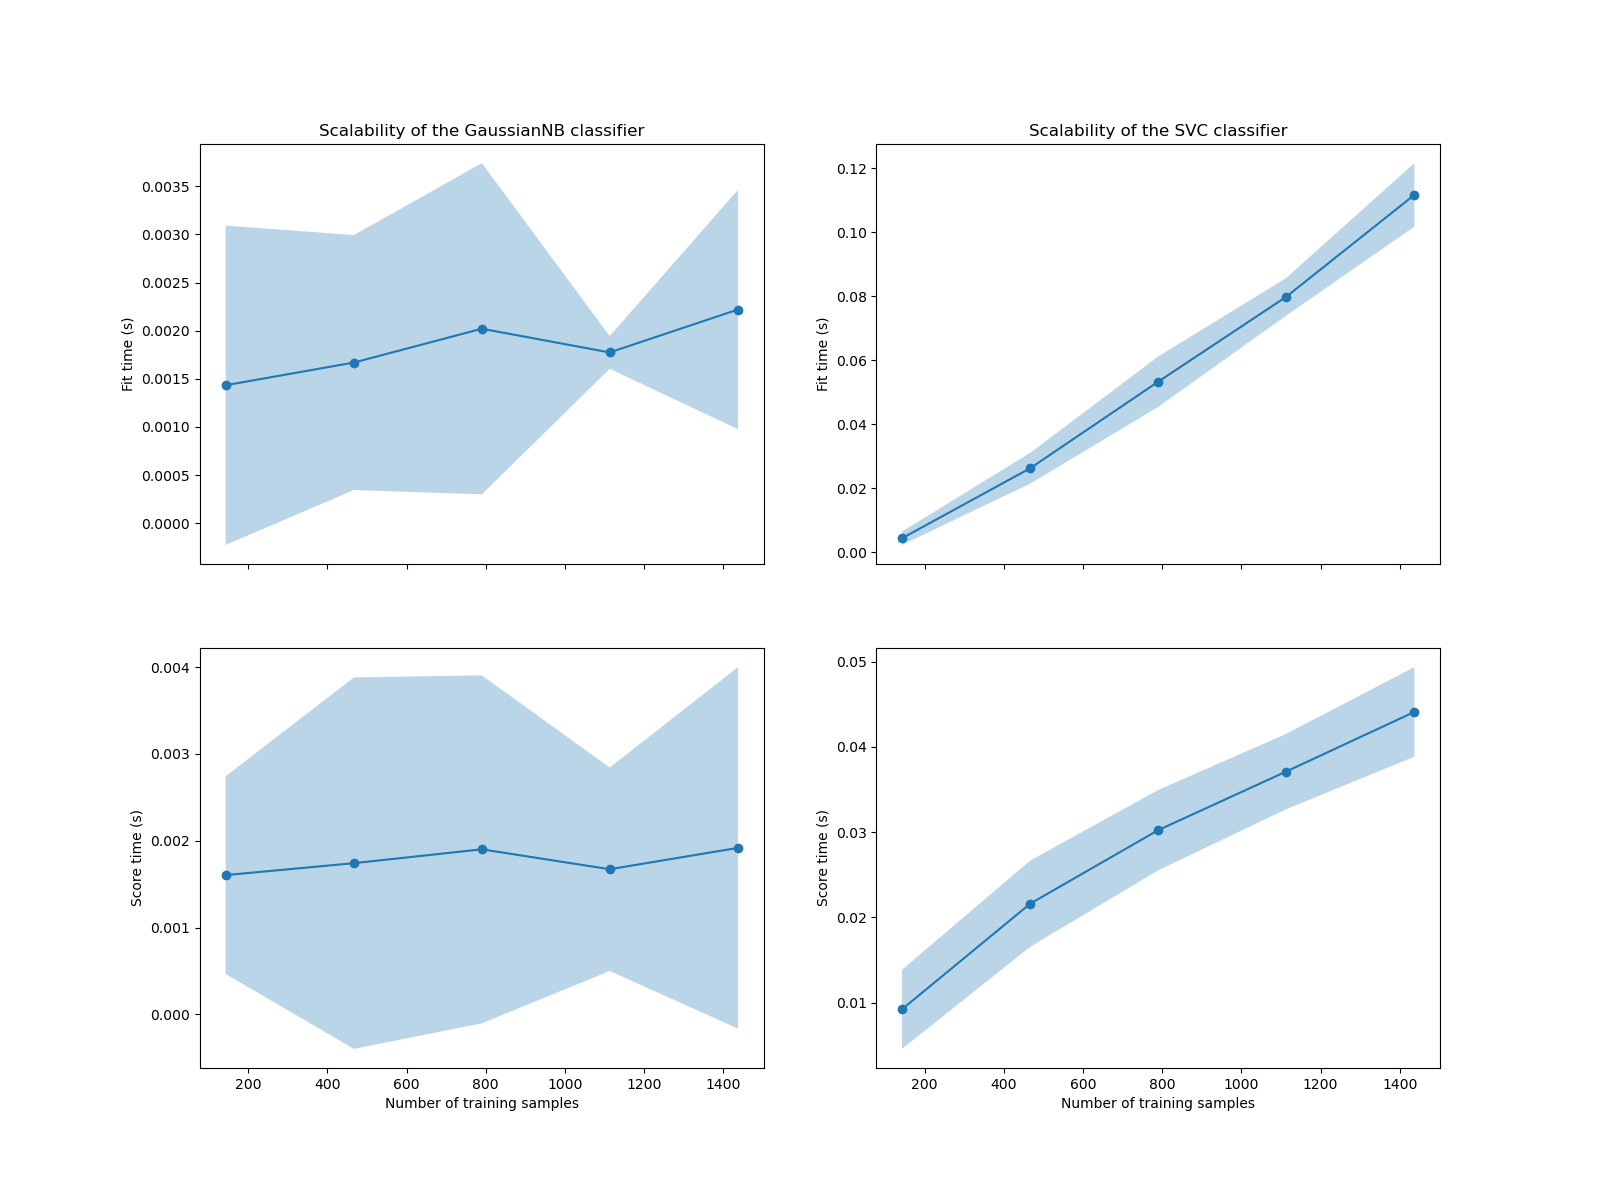 Scalability of the GaussianNB classifier
Fit time (s)
0.0035
0.0030
0.0025
0.0020
0.0015
0.0010
0.0005
0.0000
Scalability of the SVC classifier
Fit time (s)
0.12
0.10
0.08
0.06
0.04
0.02
0.00
Score time (s)
0.004
0.003
0.002
0.001
0.000
200 400 600 800 1000 1200 1400
Number of training samples
Score time (s)
0.05
0.04
0.03
0.02
0.01
200 400 600 800 1000 1200 1400
Number of training samples